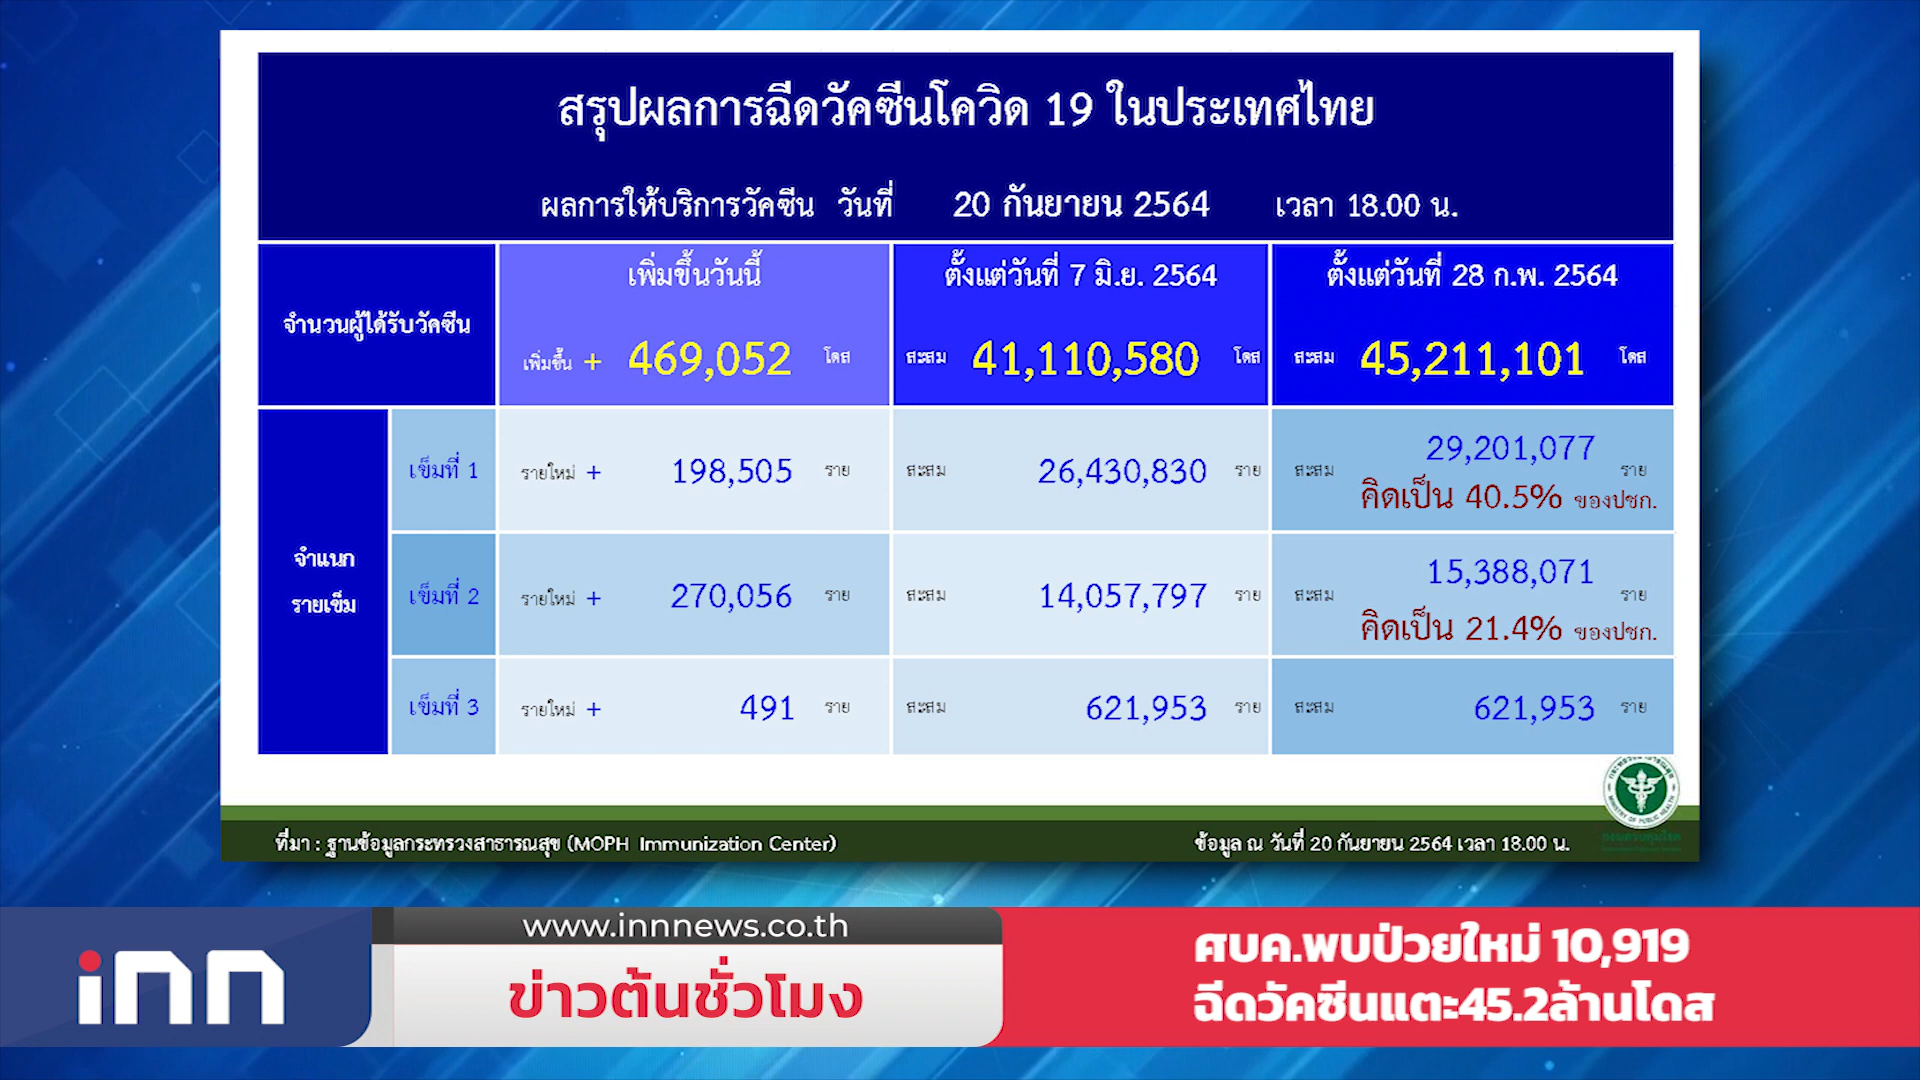 สรุปผลการฉีดวัคซีนโควิด 19 ในประเทศไทย
ผลการให้บริการวัคซีน วันที่ 20 กันยายน 2564 เวลา 18.00 น.
จำนวนผู้ได้รับวัคซีน
เพิ่มขึ้นวันนี้
เพิ่มขึ้น + 469,052 โดส
ตั้งแต่วันที่ 7 มิ.ย. 2564
สะสม 41,110,580 โดส
ตั้งแต่วันที่ 28 ก.พ. 2564
สะสม 45,211,101 โดส
จำแนก
รายเข็ม
เข็มที่ 1 รายใหม่ + 198,505 ราย สะสม 26,430,830 ราย สะสม 29,201,077 ราย
คิดเป็น 40.5% ของปชก.
เข็มที่ 2 รายใหม่ + 270,056 ราย สะสม 14,057,797 ราย สะสม 15,388,071 ราย
คิดเป็น 21.4% ของปชก.
เข็มที่ 3 รายใหม่ + 491 ราย สะสม 621,953 ราย สะสม 621,953 ราย
ที่มา : ฐานข้อมูลกระทรวงสาธารณสุข (MOPH Immunization Center)
ข้อมูล ณ วันที่ 20 กันยายน 2564 เวลา 18.00 น.
inn
www.innnews.co.th
ข่าวต้นชั่วโมง
ศบค.พบป่วยใหม่ 10,919
ฉีดวัคซีนแตะ45.2ล้านโดส